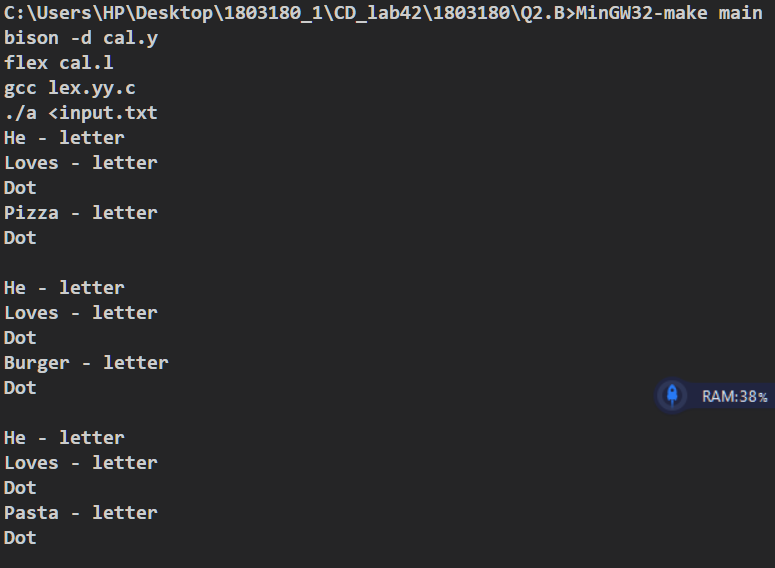 C:\Users\HP\Desktop\1803180_1\CD_lab42\1803180\Q2.B>MinGW32-make main
bison -d cal.y
flex cal.l
gcc lex.yy.c
./a <input.txt
He - letter
Loves - letter
Dot
Pizza - letter
Dot

He - letter
Loves - letter
Dot
Burger - letter
Dot
RAM:38%

He - letter
Loves - letter
Dot
Pasta - letter
Dot